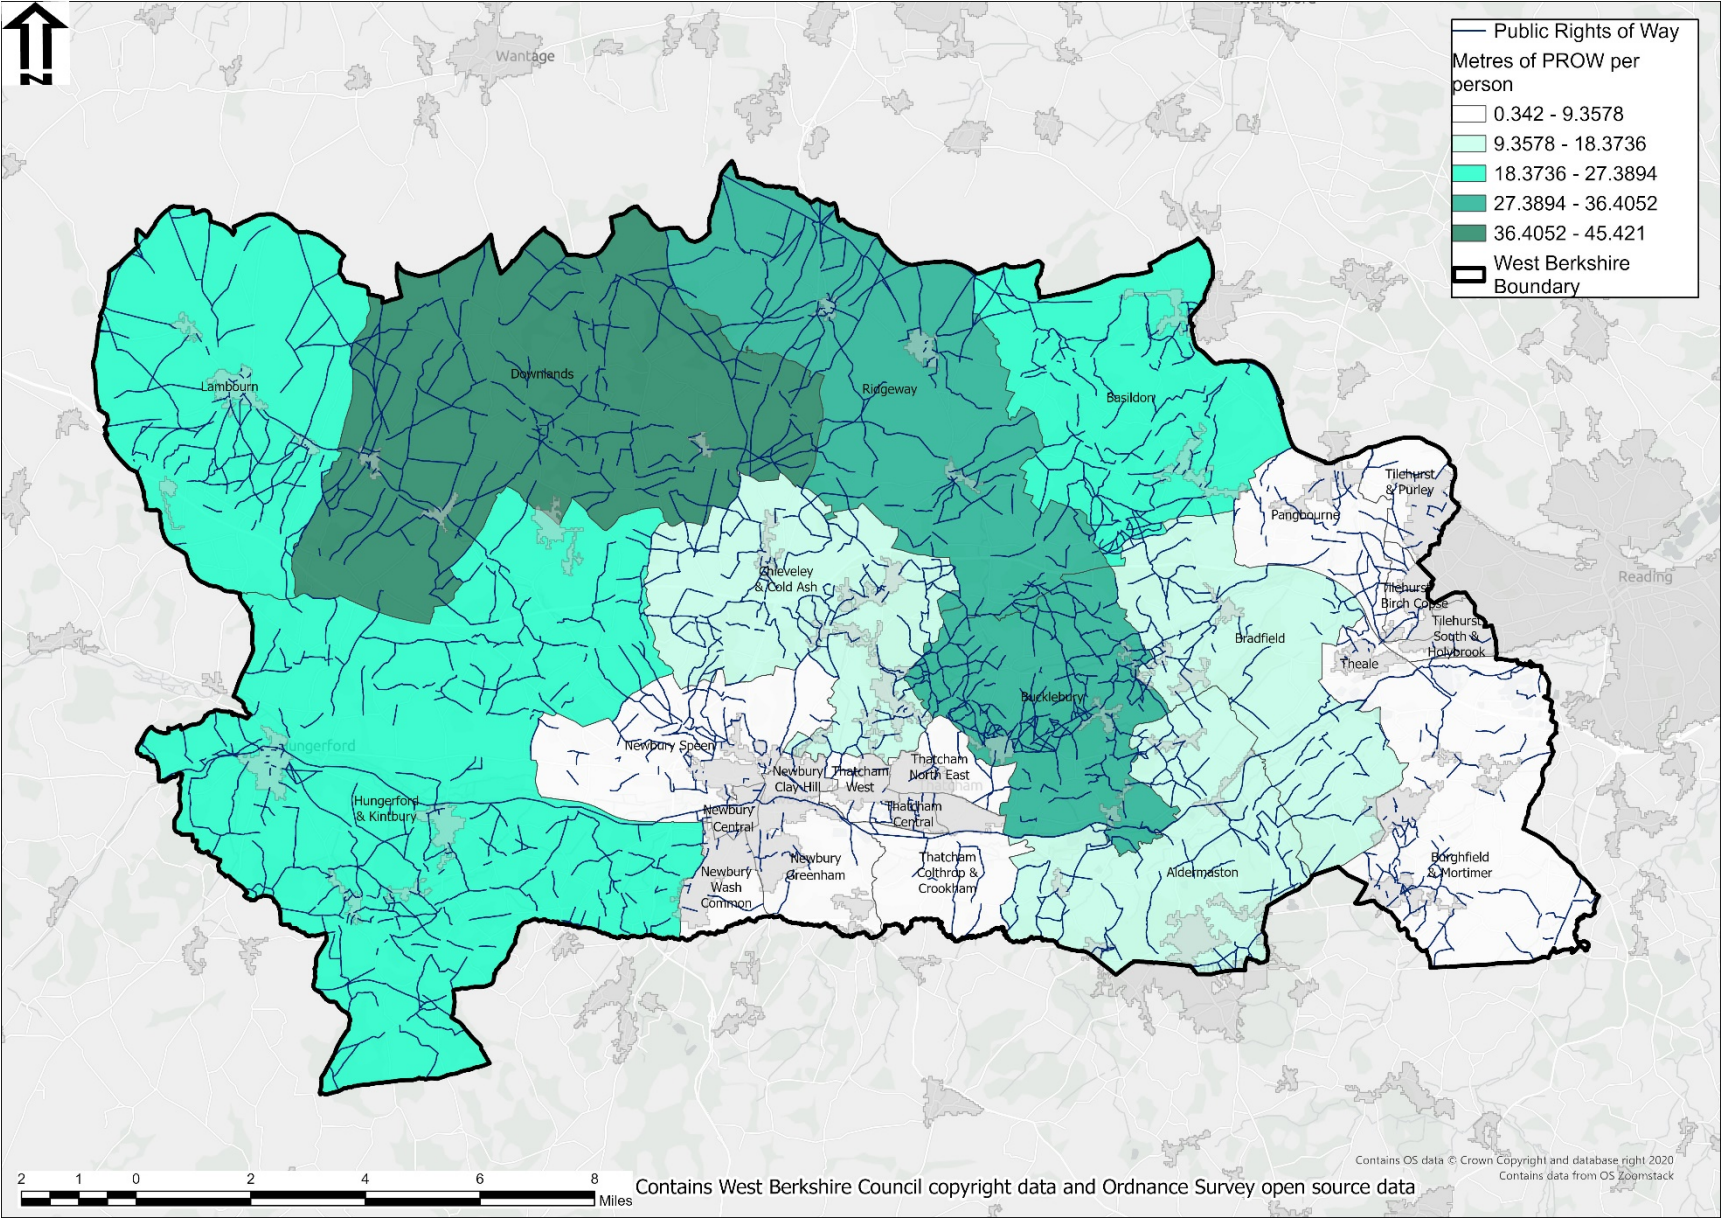 N
Wantage
Public Rights of Way
Metres of PROW per
person
0.342 - 9.3578
9.3578 - 18.3736
18.3736 - 27.3894
27.3894 - 36.4052
36.4052 - 45.421
West Berkshire
Boundary
Lambourn
Downlands
Ridgeway
Basildon
Tilehurst
& Purley
Pangbourne
Reading
Chieveley
& Cold Ash
Tilehurst
Birch Copse
Tilehurst
South &
Holybrook
Bradfield
Theale
Bucklebury
Hungerford
Newbury Speen
Newbury
Clay Hill
Thatcham
West
Thatcham
North East
Thatcham
Hungerford
& Kintbury
Newbury
Central
Thatcham
Central
Newbury
Greenham
Newbury
Wash
Common
Thatcham
Colthrop &
Crookham
Aldermaston
Burghfield
& Mortimer
2 1 0 2 4 6 8
Miles
Contains West Berkshire Council copyright data and Ordnance Survey open source data
Contains OS data © Crown Copyright and database right 2020
Contains data from OS Zoomstack